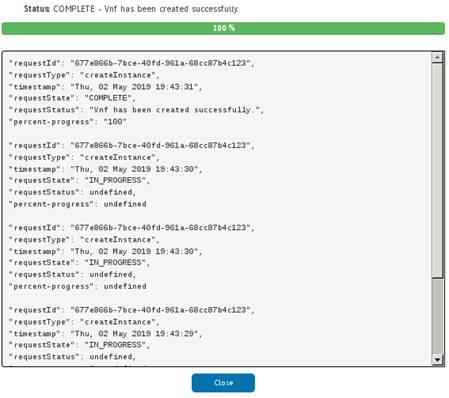 Status: COMPLETE - Vnf has been created successfully.
100 %
"requestId": "677e866b-7bce-40fd-961a-68cc87b4c123",
"requestType": "createInstance",
"timestamp": "Thu, 02 May 2019 19:43:31",
"requestState": "COMPLETE",
"requestStatus": "Vnf has been created successfully.",
"percent-progress": "100"
"requestId": "677e866b-7bce-40fd-961a-68cc87b4c123",
"requestType": "createInstance",
"timestamp": "Thu, 02 May 2019 19:43:30",
"requestState": "IN_PROGRESS",
"requestStatus": undefined,
"percent-progress": undefined
"requestId": "677e866b-7bce-40fd-961a-68cc87b4c123",
"requestType": "createInstance",
"timestamp": "Thu, 02 May 2019 19:43:30",
"requestState": "IN_PROGRESS",
"requestStatus": undefined,
"percent-progress": undefined
"requestId": "677e866b-7bce-40fd-961a-68cc87b4c123",
"requestType": "createInstance",
"timestamp": "Thu, 02 May 2019 19:43:29",
"requestState": "IN_PROGRESS",
"requestStatus": undefined,
Close